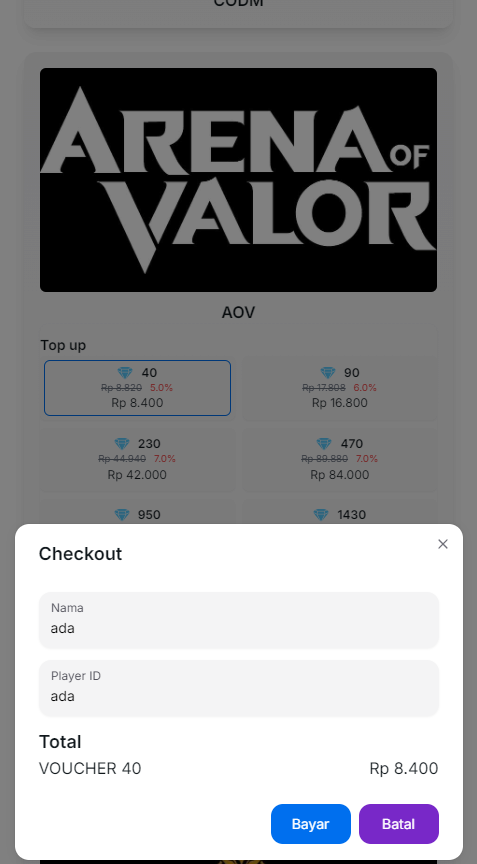 CODM
ARENA OF
VALOR
AOV
Top up
40
Rp 8.820 5.0%
Rp 8.400
90
Rp 17.808 6.0%
Rp 16.800
230
Rp 44.940 7.0%
Rp 42.000
470
Rp 89.880 7.0%
Rp 84.000
950
1430
Checkout
×
Nama
ada
Player ID
ada
Total
VOUCHER 40 Rp 8.400
Bayar Batal